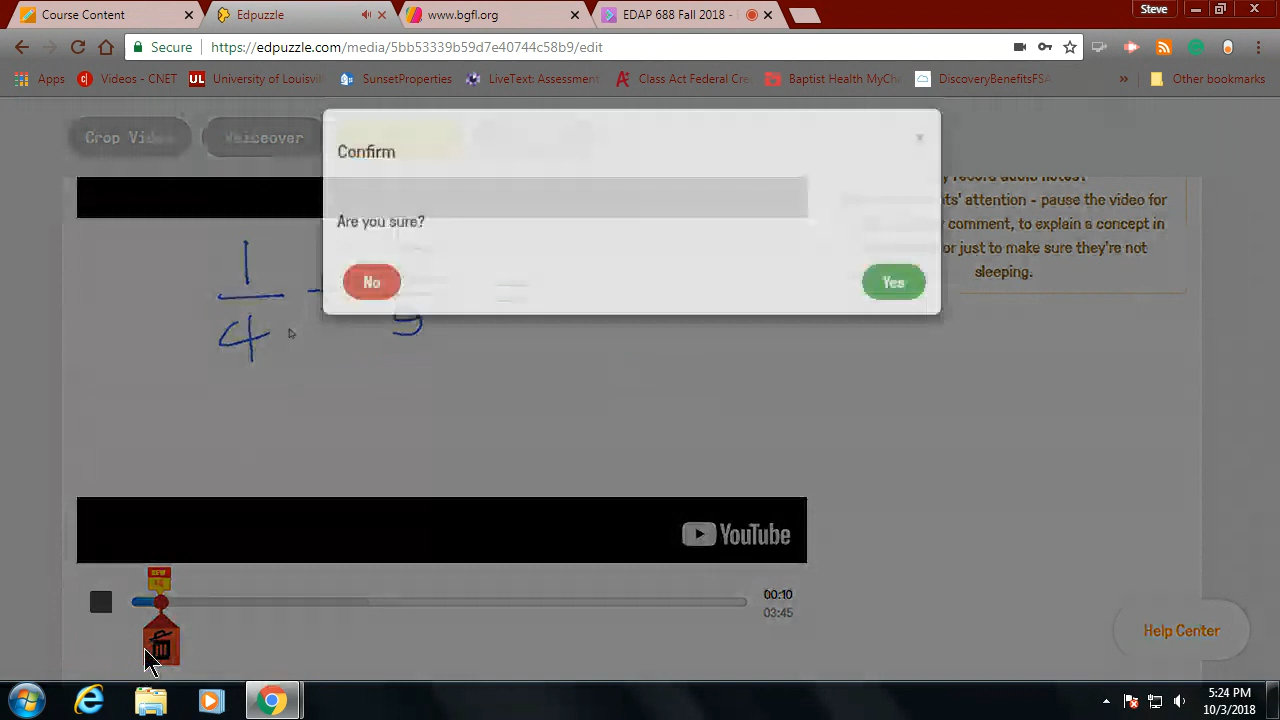 Course Content
Edpuzzle
www.bgfl.org
EDAP 688 Fall 2018 -
Steve
Secure
https://edpuzzle.com/media/5bb53339b59d7e40744c58b9/edit
Apps
Videos - CNET
UL
University of Louisvill
SunsetProperties
LiveText: Assessment
Class Act Federal Cre
Baptist Health MyCh
DiscoveryBenefitsFSA
»
Other bookmarks
Crop Video
Voiceover
Confirm
Are you sure?
No
Yes
y record audio notes?
ts' attention - pause the video for
comment, to explain a concept in
or just to make sure they're not
sleeping.
1
4
5
YouTube
00:10
03:45
Help Center
5:24 PM
10/3/2018